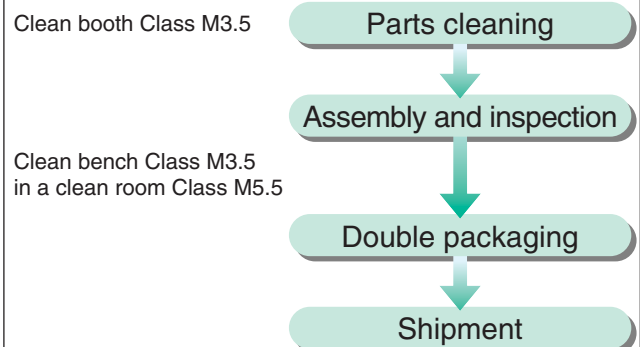 Clean booth Class M3.5
Parts cleaning
Assembly and inspection
Clean bench Class M3.5
in a clean room Class M5.5
Double packaging
Shipment